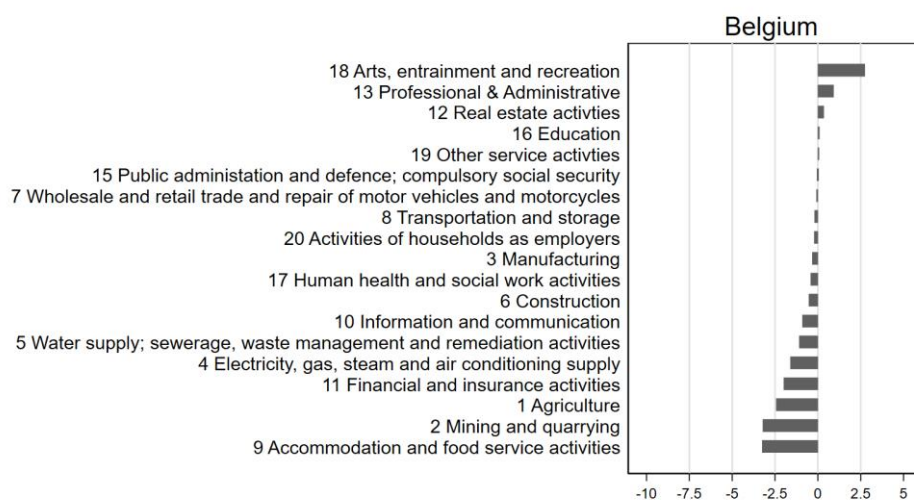 Belgium
18 Arts, entrainment and recreation
13 Professional & Administrative
12 Real estate activties
16 Education
19 Other service activties
15 Public administation and defence; compulsory social security
7 Wholesale and retail trade and repair of motor vehicles and motorcycles
8 Transportation and storage
20 Activities of households as employers
3 Manufacturing
17 Human health and social work activities
6 Construction
10 Information and communication
5 Water supply; sewerage, waste management and remediation activities
4 Electricity, gas, steam and air conditioning supply
11 Financial and insurance activities
1 Agriculture
2 Mining and quarrying
9 Accommodation and food service activities
-10 -7.5 -5 -2.5 0 2.5 5